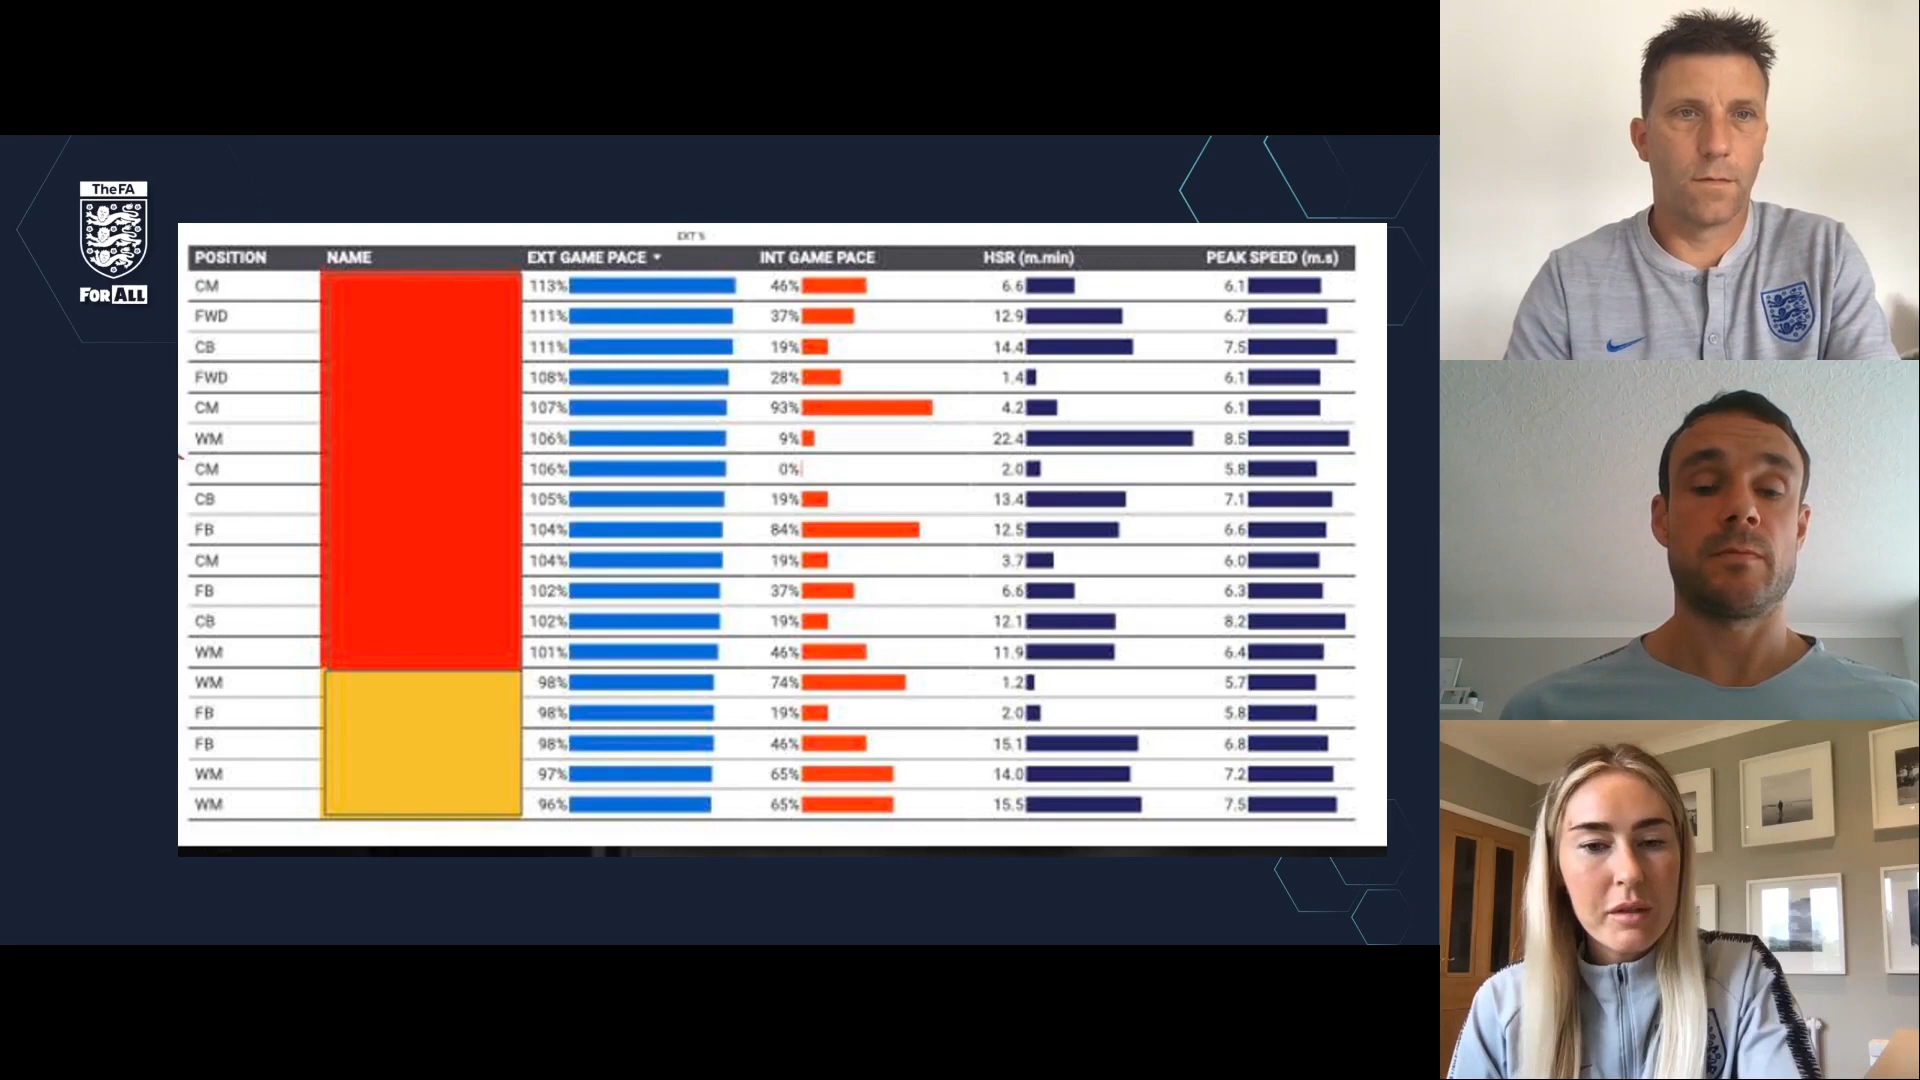 TheFA
FOR ALL
EXT %
POSITION NAME EXT GAME PACE INT GAME PACE HSR (m.min) PEAK SPEED (m.s)
CM 113% 46% 6.6 6.1
FWD 111% 37% 12.9 6.7
CB 111% 19% 14.4 7.5
FWD 108% 28% 1.4 6.1
CM 107% 93% 4.2 6.1
WM 106% 9% 22.4 8.5
CM 106% 0% 2.0 5.8
CB 105% 19% 13.4 7.1
FB 104% 84% 12.5 6.6
CM 104% 19% 3.7 6.0
FB 102% 37% 6.6 6.3
CB 102% 19% 12.1 8.2
WM 101% 46% 11.9 6.4
WM 98% 74% 1.2 5.7
FB 98% 19% 2.0 5.8
FB 98% 46% 15.1 6.8
WM 97% 65% 14.0 7.2
WM 96% 65% 15.5 7.5